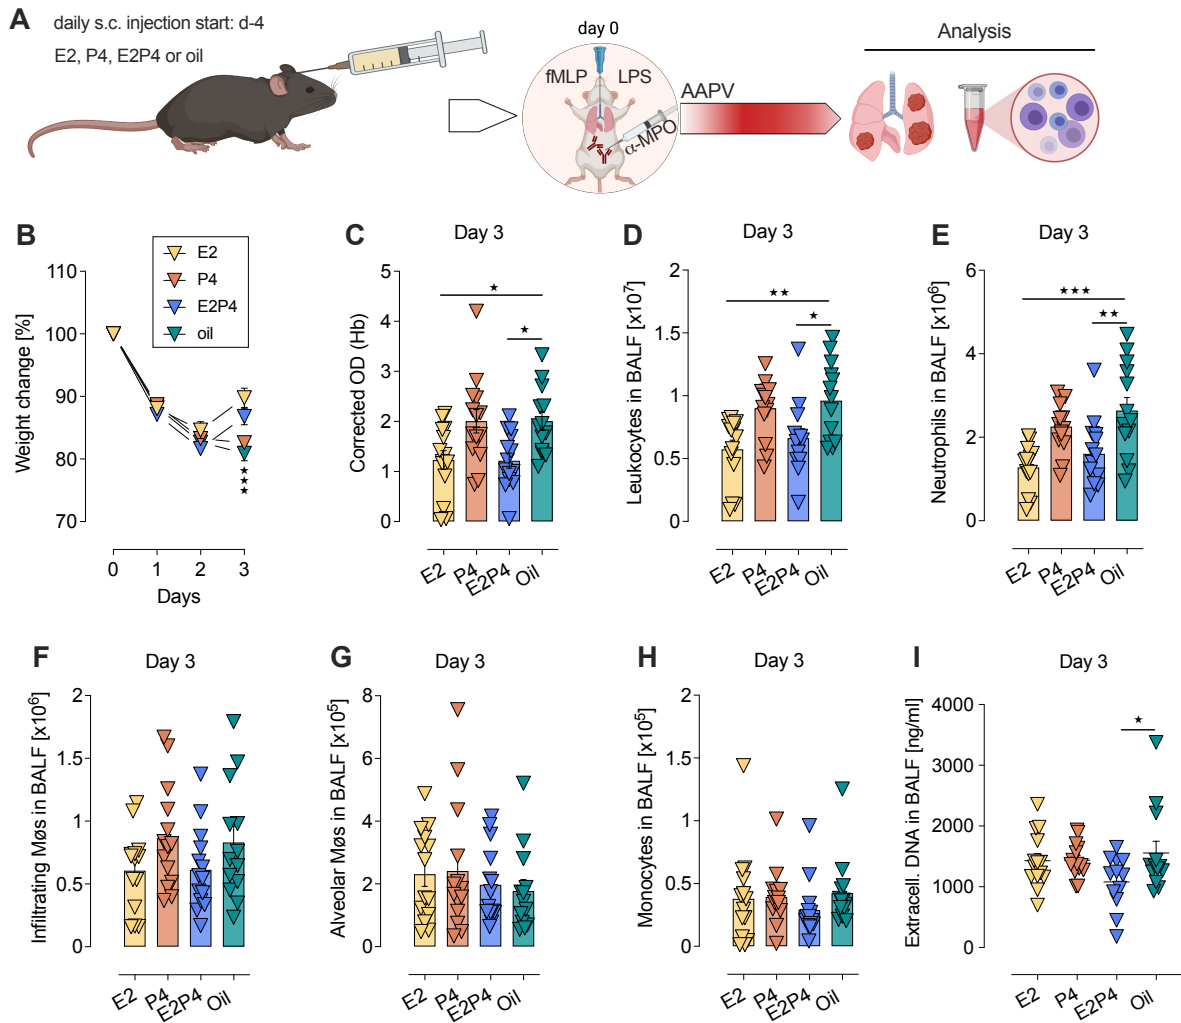 A
daily s.c. injection start: d-4
E2, P4, E2P4 or oil
day 0
fMLP
LPS
α-MPO
AAPV
Analysis
B
E2
P4
E2P4
oil
Weight change [%]
110
100
90
80
70
★
★
★
0 1 2 3
Days
C
Day 3
★
★
Corrected OD (Hb)
5
4
3
2
1
0
E2 P4 E2P4 Oil
D
Day 3
★★
★
Leukocytes in BALF [x10⁷]
2
1.5
1
0.5
0
E2 P4 E2P4 Oil
E
Day 3
★★★
★★
Neutrophils in BALF [x10⁶]
6
4
2
0
E2 P4 E2P4 Oil
F
Day 3
Infiltrating Møs in BALF [x10⁶]
2
1.5
1
0.5
0
E2 P4 E2P4 Oil
G
Day 3
Alveolar Møs in BALF [x10⁵]
8
6
4
2
0
E2 P4 E2P4 Oil
H
Day 3
Monocytes in BALF [x10⁵]
2
1.5
1
0.5
0
E2 P4 E2P4 Oil
I
Day 3
★
Extracell. DNA in BALF [ng/ml]
4000
3000
2000
1000
0
E2 P4 E2P4 Oil